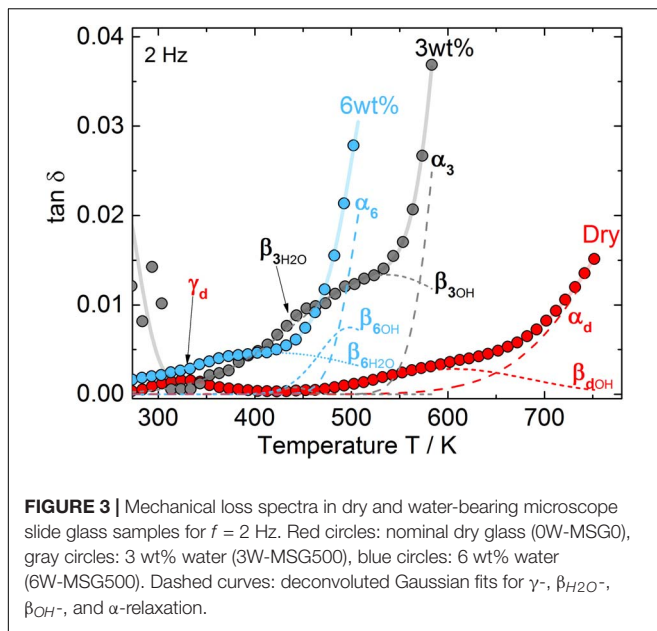 2 Hz
3wt%
6wt%
Dry
tan δ
0.04
0.03
0.02
0.01
0.00
α3
α6
β3H2O
γd
β3OH
β6OH
β6H2O
αd
βdOH
300 400 500 600 700
Temperature T / K
FIGURE 3 | Mechanical loss spectra in dry and water-bearing microscope
slide glass samples for f = 2 Hz. Red circles: nominal dry glass (0W-MSG0),
gray circles: 3 wt% water (3W-MSG500), blue circles: 6 wt% water
(6W-MSG500). Dashed curves: deconvoluted Gaussian fits for γ-, βH2O-,
βOH-, and α-relaxation.